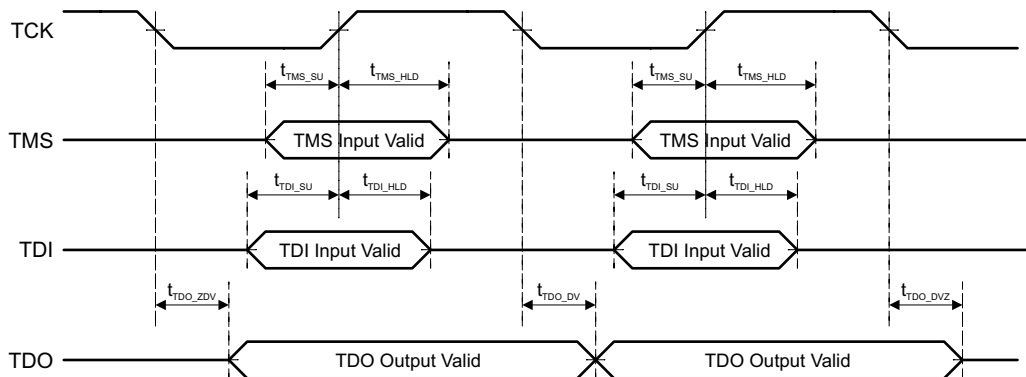 TCK
tTMS_SU tTMS_HLD tTMS_SU tTMS_HLD
TMS TMS Input Valid TMS Input Valid
tTDI_SU tTDI_HLD tTDI_SU tTDI_HLD
TDI TDI Input Valid TDI Input Valid
tTDO_ZDV tTDO_DV tTDO_DVZ
TDO TDO Output Valid TDO Output Valid